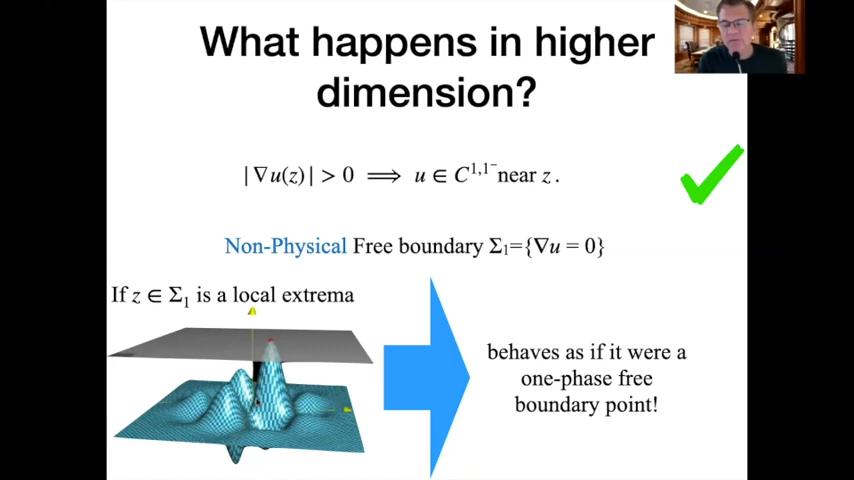 What happens in higher
dimension?
|∇u(z)| > 0 ⟹ u ∈ C^{1,1^-} near z.
Non-Physical Free boundary Σ₁={∇u = 0}
If z ∈ Σ₁ is a local extrema
behaves as if it were a
one-phase free
boundary point!